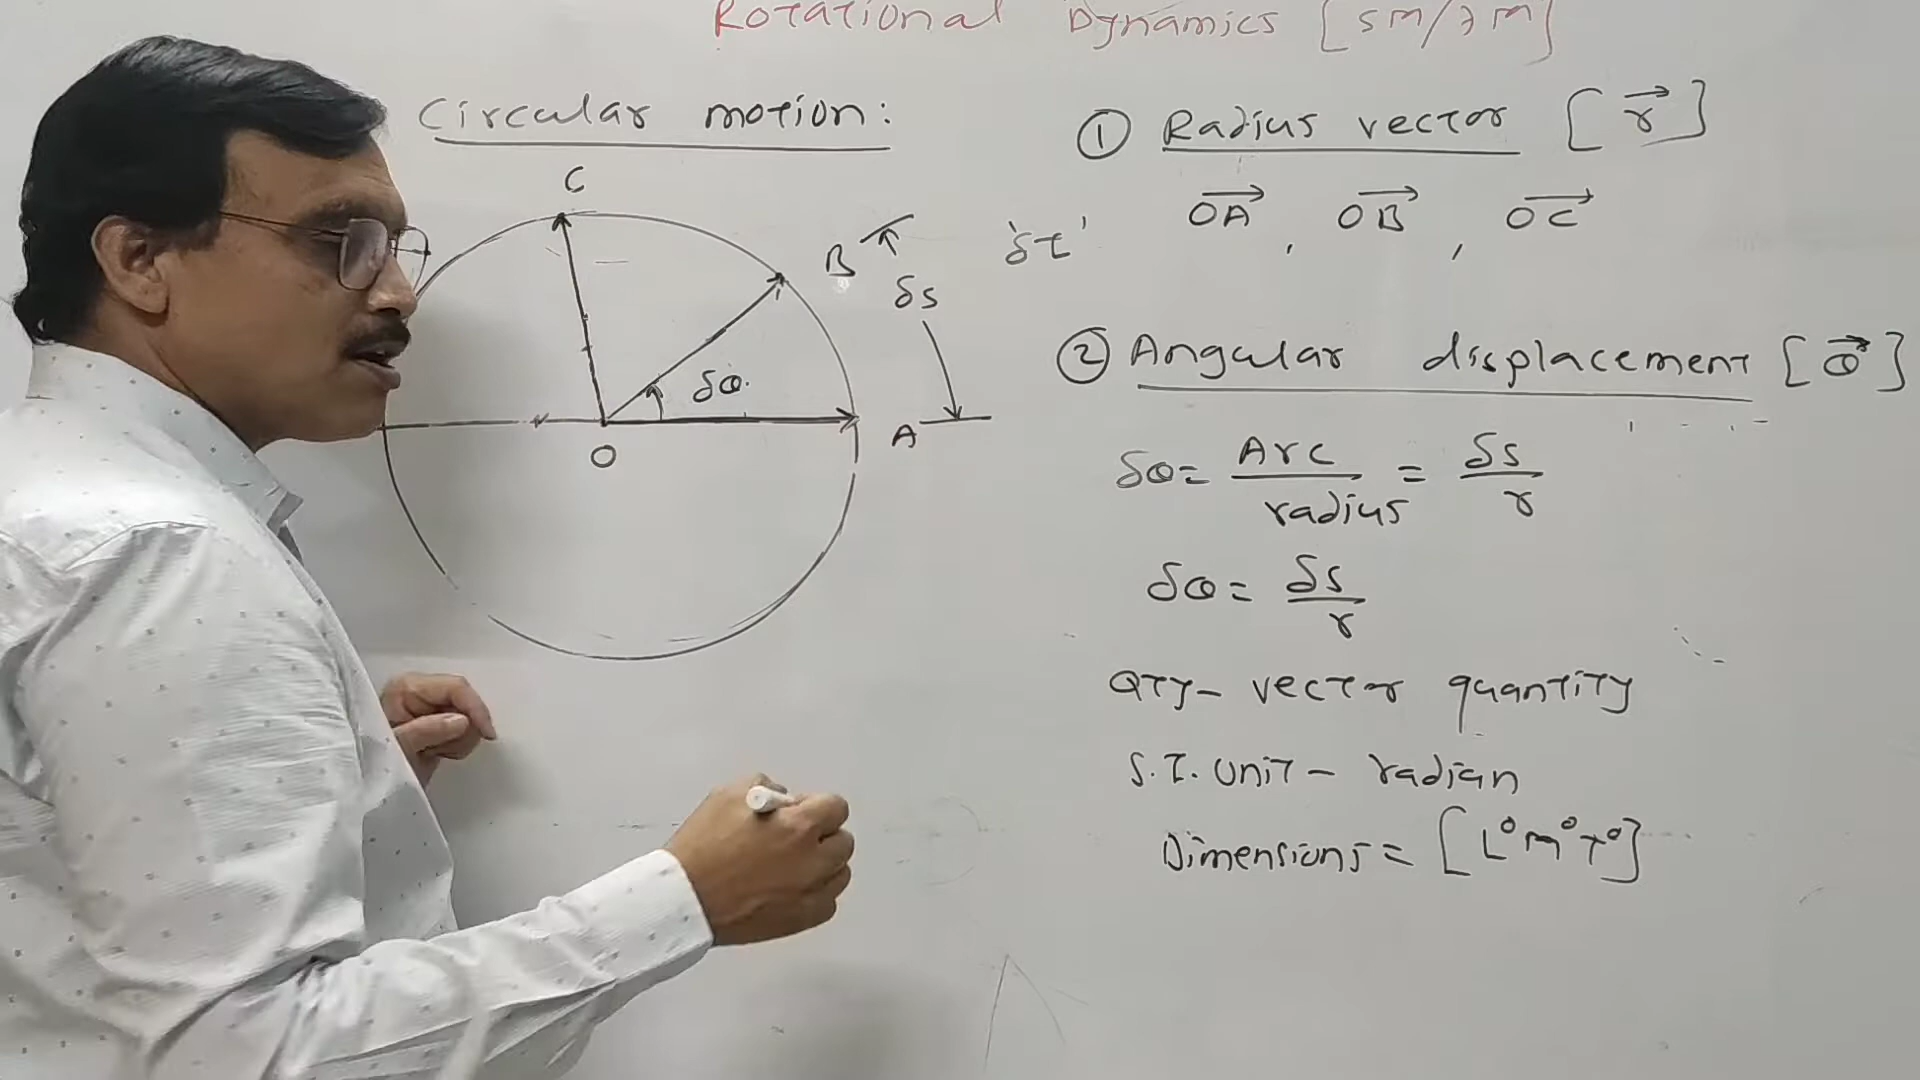 Rotational Dynamics [5M/7M]
Circular motion:
C
B
δs
δθ
A
O
'δt'
① Radius vector [r⃗]
OA⃗ , OB⃗ , OC⃗
② Angular displacement [θ⃗]
δθ = Arc/radius = δs/r
δθ = δs/r
QTY- vector quantity
S.I. Unit - radian
Dimensions = [L⁰M⁰T⁰]